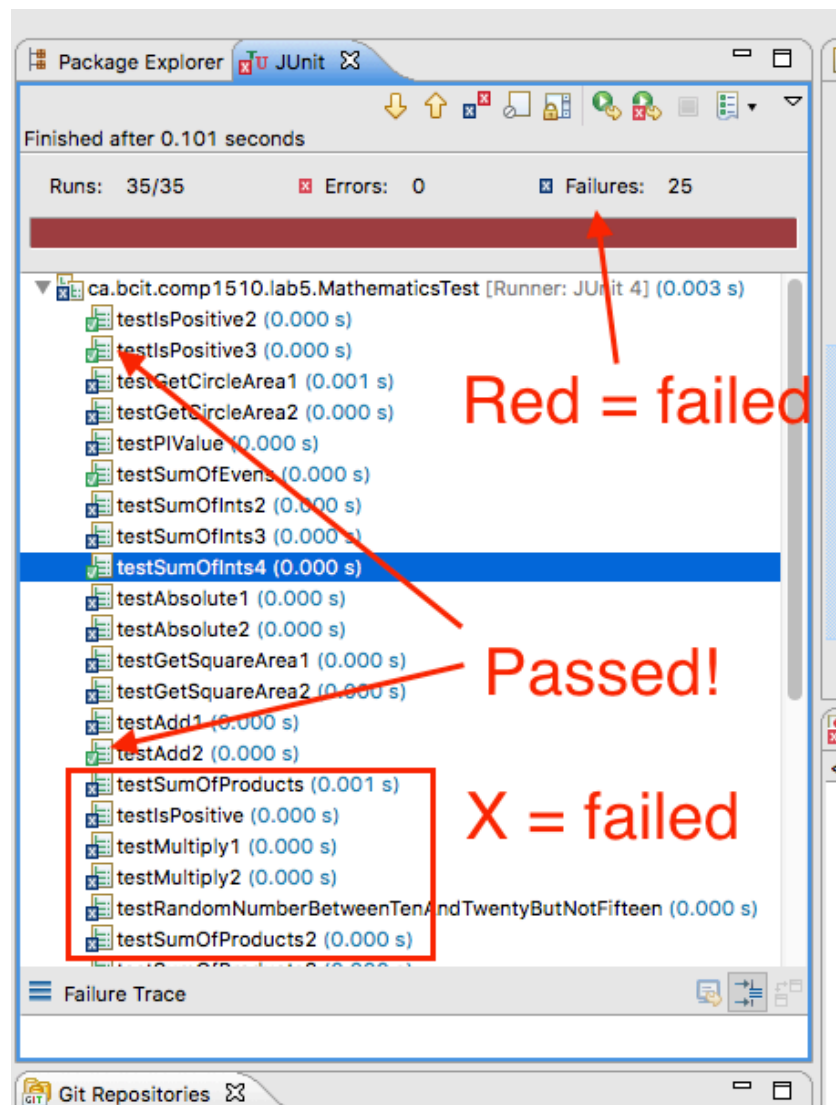 Package Explorer JUnit
Finished after 0.101 seconds
Runs: 35/35 Errors: 0 Failures: 25
ca.bcit.comp1510.lab5.MathematicsTest [Runner: JUnit 4] (0.003 s)
testIsPositive2 (0.000 s)
testIsPositive3 (0.000 s)
testGetCircleArea1 (0.001 s)
Red = failed
testGetCircleArea2 (0.000 s)
testPIValue (0.000 s)
testSumOfEvens (0.000 s)
testSumOfInts2 (0.000 s)
testSumOfInts3 (0.000 s)
testSumOfInts4 (0.000 s)
testAbsolute1 (0.000 s)
testAbsolute2 (0.000 s)
testGetSquareArea1 (0.000 s)
Passed!
testGetSquareArea2 (0.000 s)
testAdd1 (0.000 s)
testAdd2 (0.000 s)
testSumOfProducts (0.001 s)
X = failed
testIsPositive (0.000 s)
testMultiply1 (0.000 s)
testMultiply2 (0.000 s)
testRandomNumberBetweenTenAndTwentyButNotFifteen (0.000 s)
testSumOfProducts2 (0.000 s)
Failure Trace
GIT Git Repositories